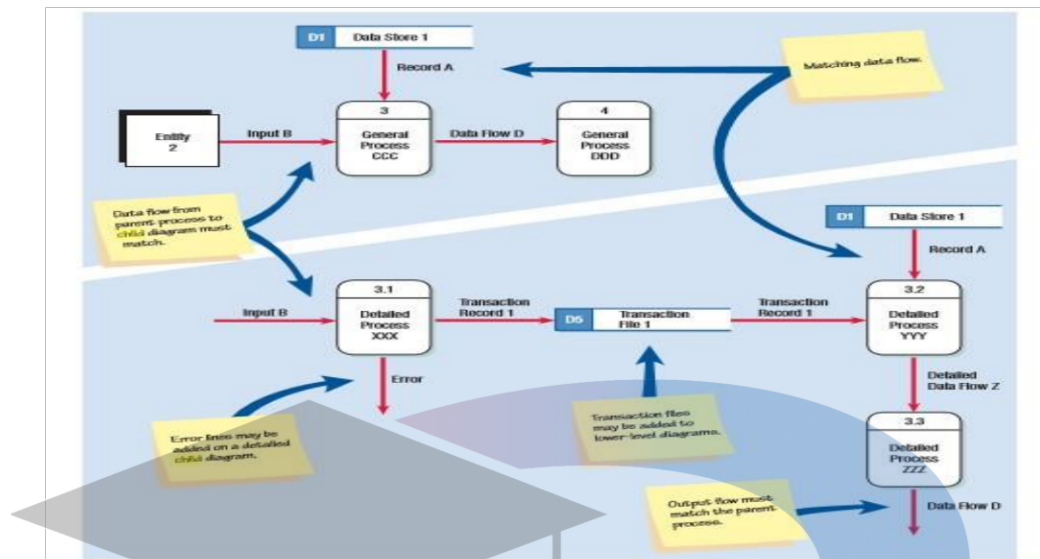 D1 Data Store 1
Record A
Matching data flow.
3
4
Entity
2
Input B
General
Process
CCC
Data Flow D
General
Process
DDD
Data flow from
parent process to
child diagram must
match.
D1 Data Store 1
Record A
3.1
3.2
Input B
Detailed
Process
XXX
Transaction
Record 1
D5 Transaction
File 1
Transaction
Record 1
Detailed
Process
YYY
Error
Detailed
Data Flow Z
Error lines may be
added on a detailed
child diagram.
Transaction files
may be added to
lower-level diagrams.
3.3
Detailed
Process
ZZZ
Output flow must
match the parent
process.
Data Flow D